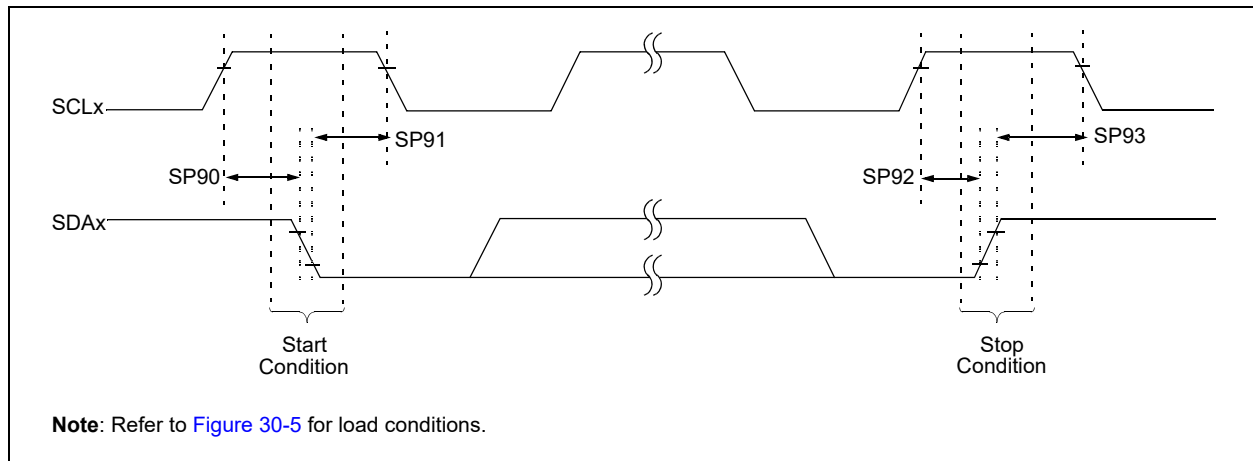 SCLx
SP91
SP93
SP90
SP92
SDAx
Start
Condition
Stop
Condition
Note: Refer to Figure 30-5 for load conditions.